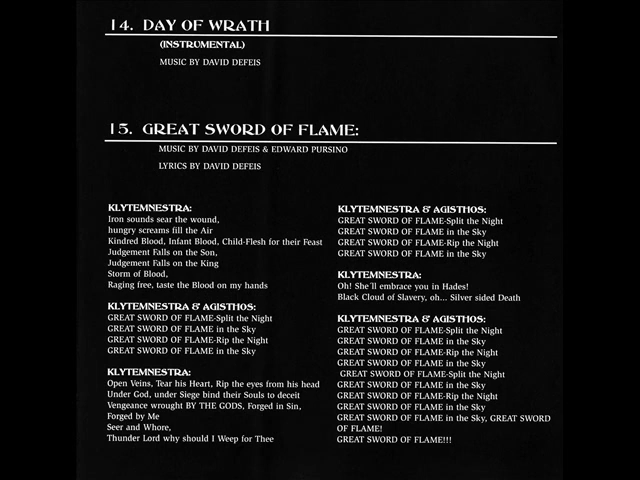 14. DAY OF WRATH
(INSTRUMENTAL)
MUSIC BY DAVID DEFEIS
15. GREAT SWORD OF FLAME:
MUSIC BY DAVID DEFEIS & EDWARD PURSINO
LYRICS BY DAVID DEFEIS
KLYTEMNESTRA:
Iron sounds sear the wound,
hungry screams fill the Air
Kindred Blood, Infant Blood, Child-Flesh for their Feast
Judgement Falls on the Son,
Judgement Falls on the King
Storm of Blood,
Raging free, taste the Blood on my hands
KLYTEMNESTRA & AGISTHOS:
GREAT SWORD OF FLAME-Split the Night
GREAT SWORD OF FLAME in the Sky
GREAT SWORD OF FLAME-Rip the Night
GREAT SWORD OF FLAME in the Sky
KLYTEMNESTRA:
Open Veins, Tear his Heart, Rip the eyes from his head
Under God, under Siege bind their Souls to deceit
Vengeance wrought BY THE GODS, Forged in Sin,
Forged by Me
Seer and Whore,
Thunder Lord why should I Weep for Thee
KLYTEMNESTRA & AGISTHOS:
GREAT SWORD OF FLAME-Split the Night
GREAT SWORD OF FLAME in the Sky
GREAT SWORD OF FLAME-Rip the Night
GREAT SWORD OF FLAME in the Sky
KLYTEMNESTRA:
Oh! She'll embrace you in Hades!
Black Cloud of Slavery, oh... Silver sided Death
KLYTEMNESTRA & AGISTHOS:
GREAT SWORD OF FLAME-Split the Night
GREAT SWORD OF FLAME in the Sky
GREAT SWORD OF FLAME-Rip the Night
GREAT SWORD OF FLAME in the Sky
GREAT SWORD OF FLAME-Split the Night
GREAT SWORD OF FLAME in the Sky
GREAT SWORD OF FLAME-Rip the Night
GREAT SWORD OF FLAME in the Sky
GREAT SWORD OF FLAME in the Sky, GREAT SWORD
OF FLAME!
GREAT SWORD OF FLAME!!!